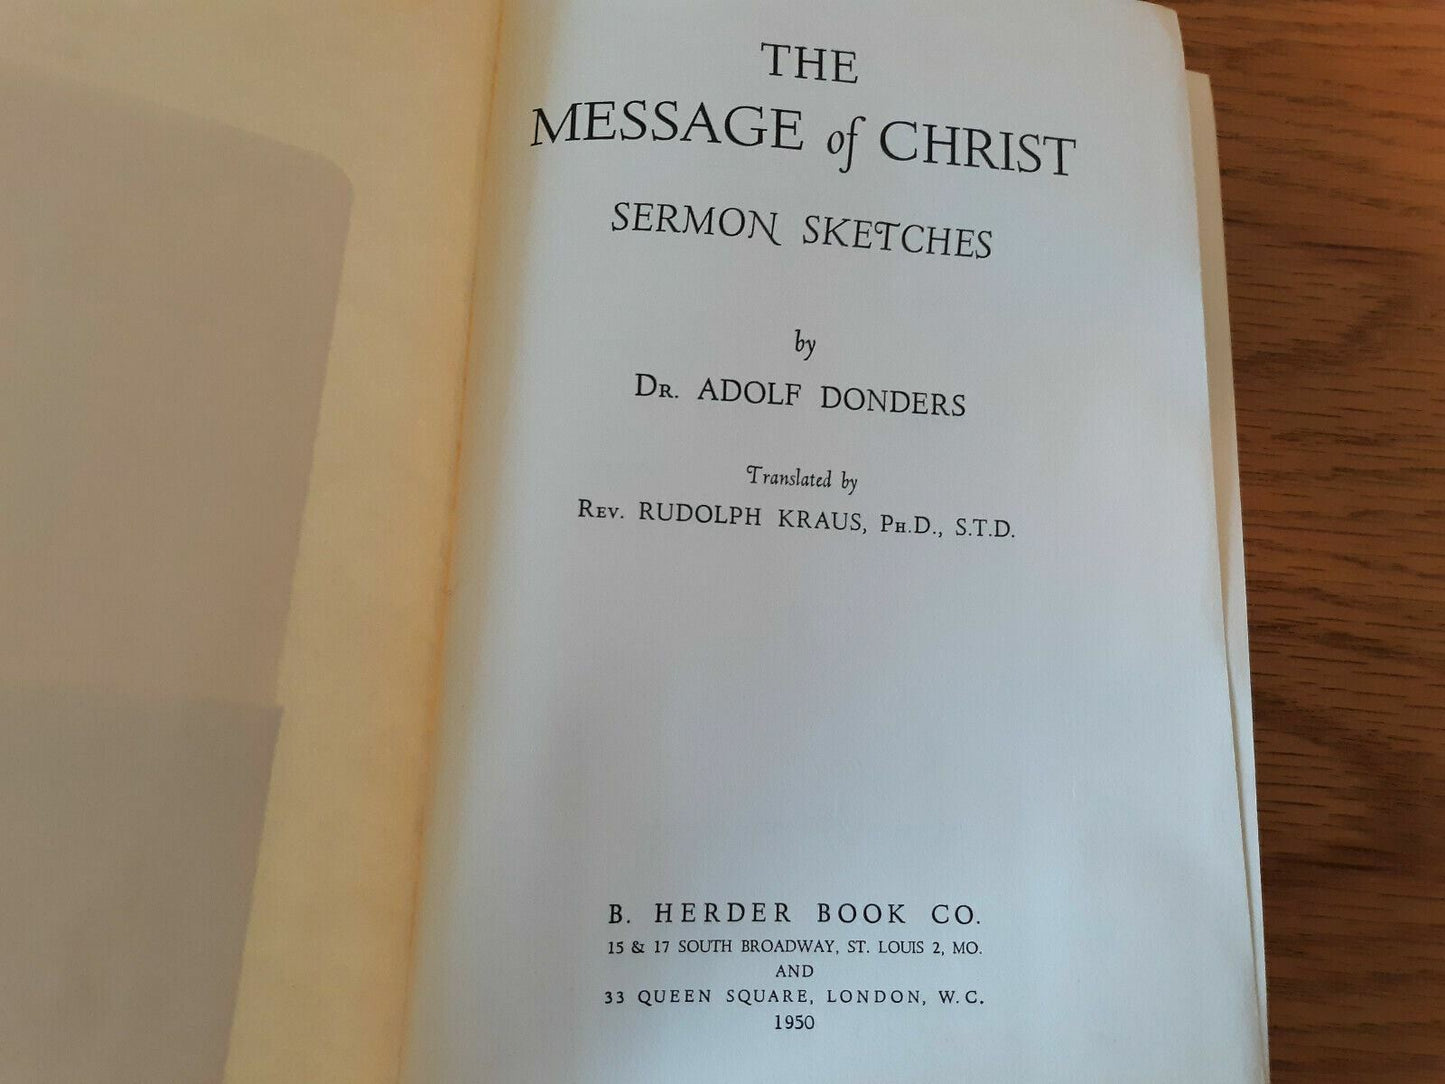 THE
MESSAGE of CHRIST
SERMON SKETCHES
by
DR. ADOLF DONDERS
Translated by
REV. RUDOLPH KRAUS, PH.D., S.T.D.
B. HERDER BOOK CO.
15 & 17 SOUTH BROADWAY, ST. LOUIS 2, MO.
AND
33 QUEEN SQUARE, LONDON, W.C.
1950